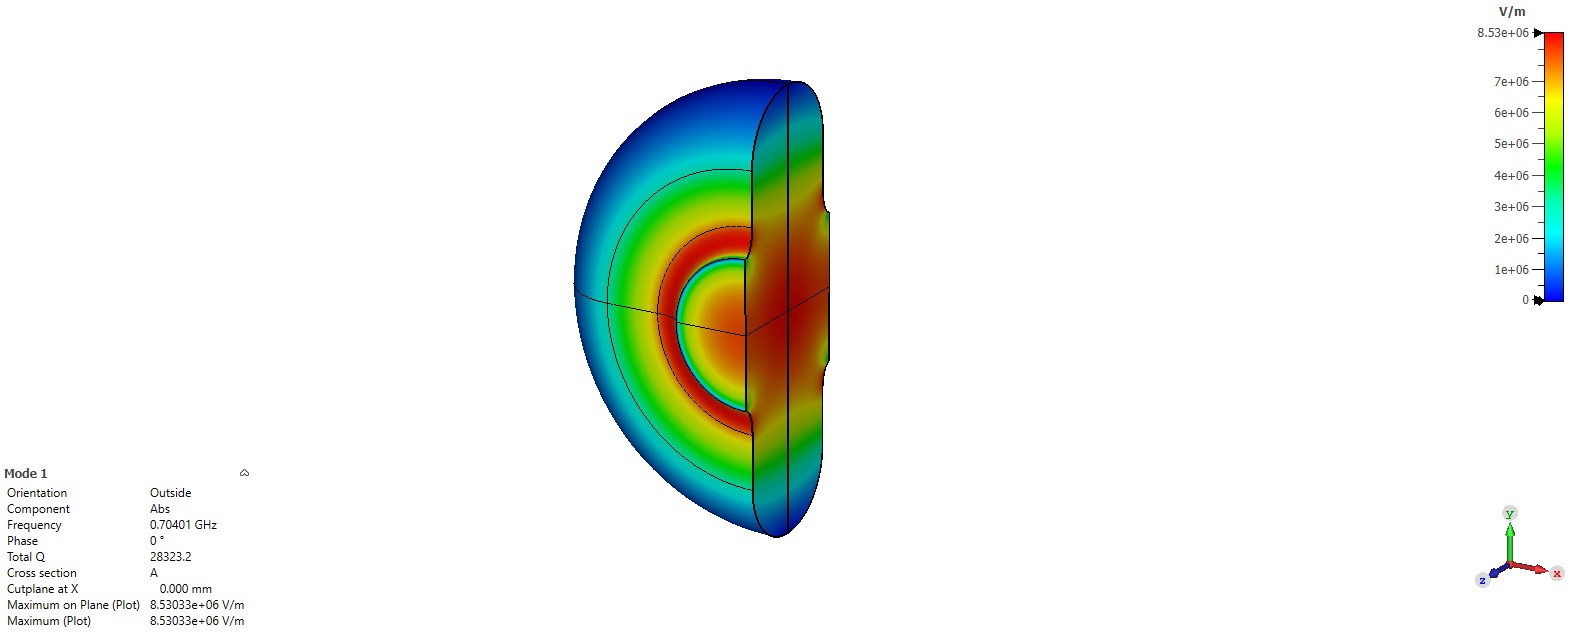 V/m
8.53e+06
7e+06
6e+06
5e+06
4e+06
3e+06
2e+06
1e+06
0
Mode 1
Orientation Outside
Component Abs
Frequency 0.70401 GHz
Phase 0 °
Total Q 28323.2
Cross section A
Cutplane at X 0.000 mm
Maximum on Plane (Plot) 8.53033e+06 V/m
Maximum (Plot) 8.53033e+06 V/m
y
x
z